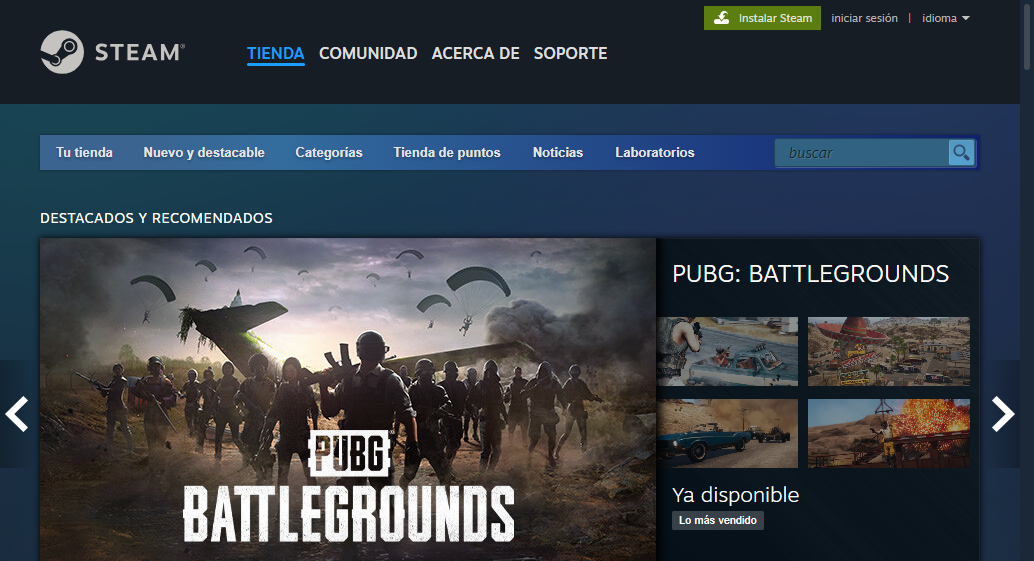 Instalar Steam
iniciar sesión | idioma
STEAM®
TIENDA COMUNIDAD ACERCA DE SOPORTE
Tu tienda Nuevo y destacable Categorías Tienda de puntos Noticias Laboratorios buscar
DESTACADOS Y RECOMENDADOS
PUBG
BATTLEGROUNDS
PUBG: BATTLEGROUNDS
Ya disponible
Lo más vendido